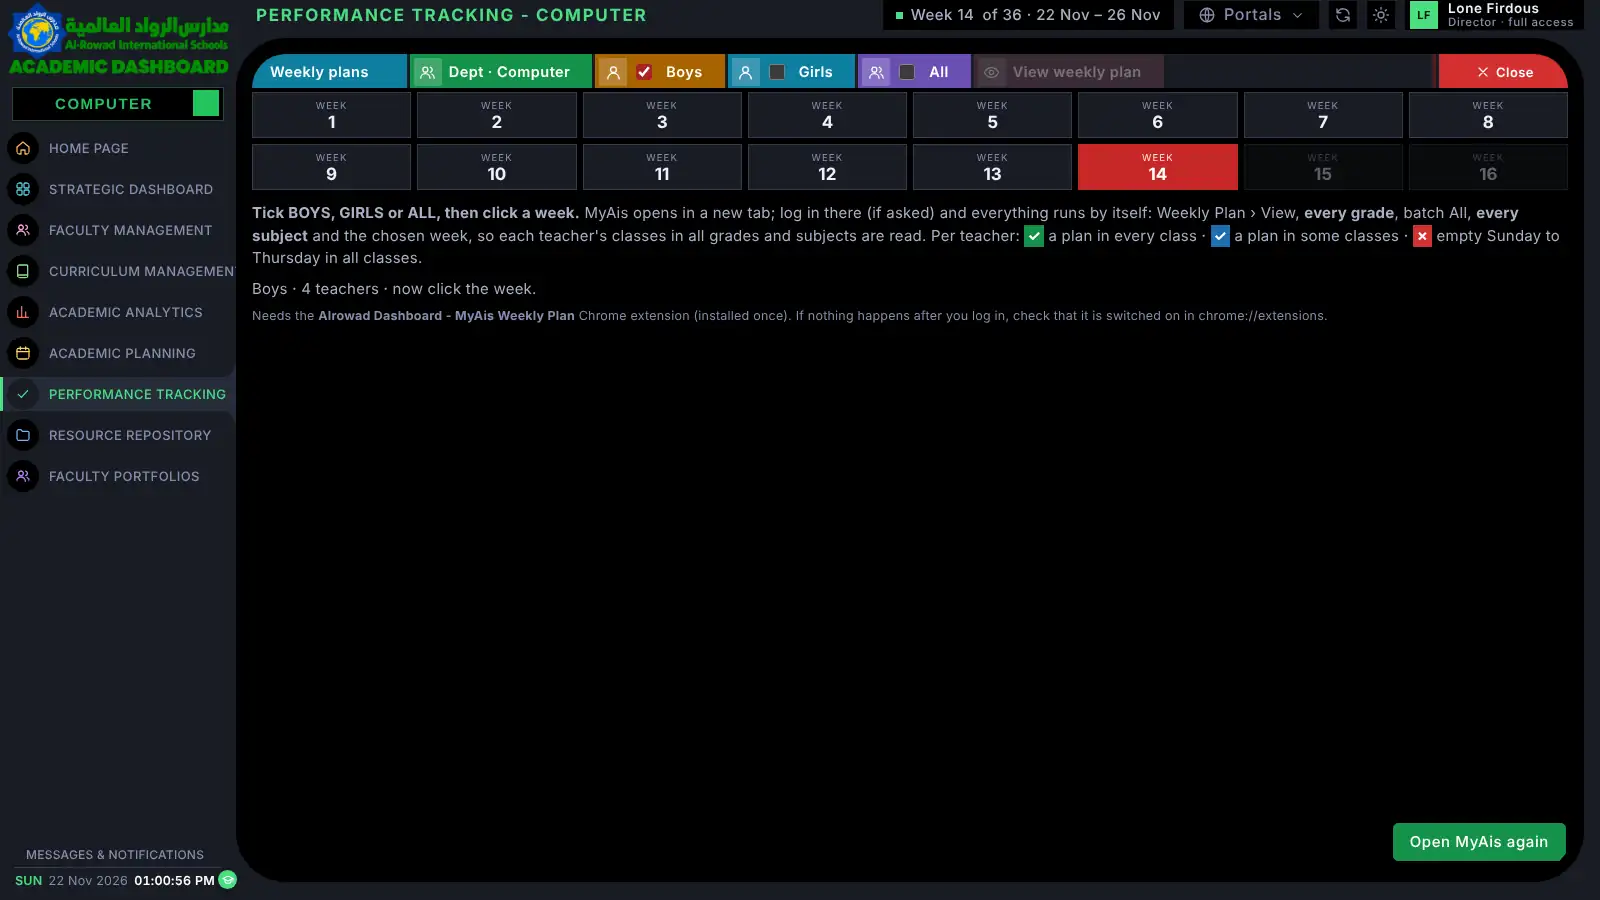 مدارس الرواد العالمية
Al-Rowad International Schools
ACADEMIC DASHBOARD
COMPUTER
HOME PAGE
STRATEGIC DASHBOARD
FACULTY MANAGEMENT
CURRICULUM MANAGEMEN
ACADEMIC ANALYTICS
ACADEMIC PLANNING
PERFORMANCE TRACKING
RESOURCE REPOSITORY
FACULTY PORTFOLIOS
MESSAGES & NOTIFICATIONS
SUN 22 Nov 2026 01:00:56 PM
PERFORMANCE TRACKING - COMPUTER
Week 14 of 36 · 22 Nov – 26 Nov
Portals
LF
Lone Firdous
Director · full access
Weekly plans
Dept · Computer
Boys
Girls
All
View weekly plan
Close
WEEK
1
WEEK
2
WEEK
3
WEEK
4
WEEK
5
WEEK
6
WEEK
7
WEEK
8
WEEK
9
WEEK
10
WEEK
11
WEEK
12
WEEK
13
WEEK
14
WEEK
15
WEEK
16
Tick BOYS, GIRLS or ALL, then click a week. MyAis opens in a new tab; log in there (if asked) and everything runs by itself: Weekly Plan › View, every grade, batch All, every
subject and the chosen week, so each teacher's classes in all grades and subjects are read. Per teacher: ✓ a plan in every class · ✓ a plan in some classes · × empty Sunday to
Thursday in all classes.
Boys · 4 teachers · now click the week.
Needs the Alrowad Dashboard - MyAis Weekly Plan Chrome extension (installed once). If nothing happens after you log in, check that it is switched on in chrome://extensions.
Open MyAis again